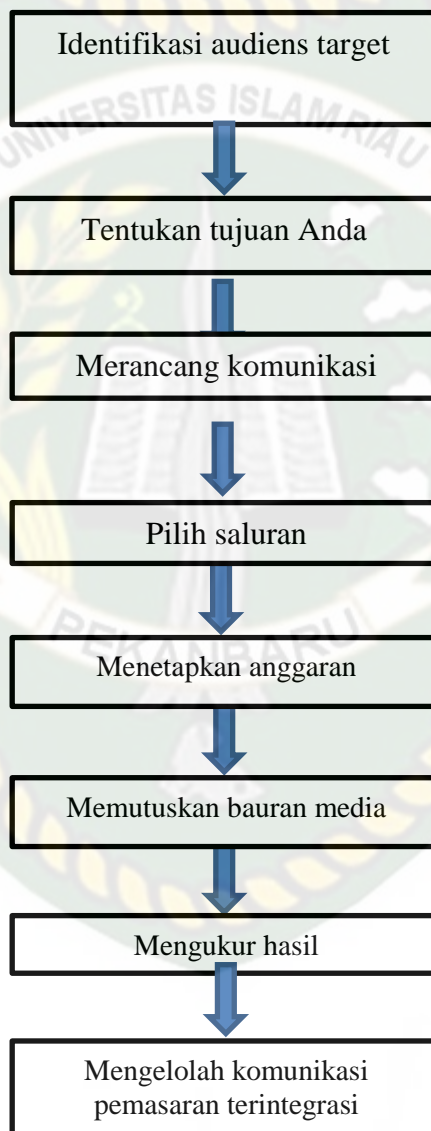 Identifikasi audiens target
UNIVERSITAS ISLAM RIAU
Tentukan tujuan Anda
Merancang komunikasi
Pilih saluran
PEKANBARU
Menetapkan anggaran
Memutuskan bauran media
Mengukur hasil
Mengelolah komunikasi
pemasaran terintegrasi